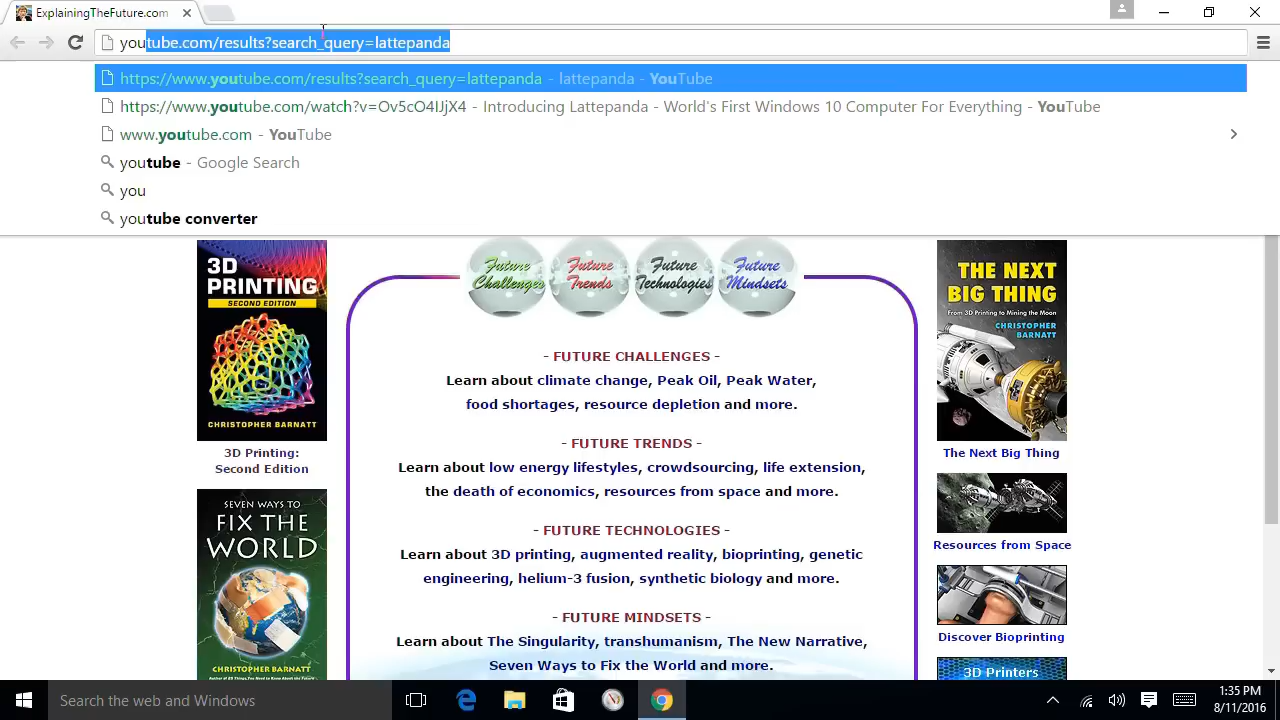 ExplainingTheFuture.com
youtube.com/results?search_query=lattepanda
https://www.youtube.com/results?search_query=lattepanda - lattepanda - YouTube
https://www.youtube.com/watch?v=Ov5cO4IJjX4 - Introducing Lattepanda - World's First Windows 10 Computer For Everything - YouTube
www.youtube.com - YouTube
youtube - Google Search
you
youtube converter
3D
PRINTING
SECOND EDITION
CHRISTOPHER BARNATT
3D Printing:
Second Edition
SEVEN WAYS TO
FIX THE
WORLD
CHRISTOPHER BARNATT
Future
Challenges
Future
Trends
Future
Technologies
Future
Mindsets
- FUTURE CHALLENGES -
Learn about climate change, Peak Oil, Peak Water,
food shortages, resource depletion and more.
- FUTURE TRENDS -
Learn about low energy lifestyles, crowdsourcing, life extension,
the death of economics, resources from space and more.
- FUTURE TECHNOLOGIES -
Learn about 3D printing, augmented reality, bioprinting, genetic
engineering, helium-3 fusion, synthetic biology and more.
- FUTURE MINDSETS -
Learn about The Singularity, transhumanism, The New Narrative,
Seven Ways to Fix the World and more.
THE NEXT
BIG THING
From 3D Printing to Mining the Moon
CHRISTOPHER
BARNATT
The Next Big Thing
Resources from Space
Discover Bioprinting
3D Printers
Search the web and Windows
1:35 PM
8/11/2016